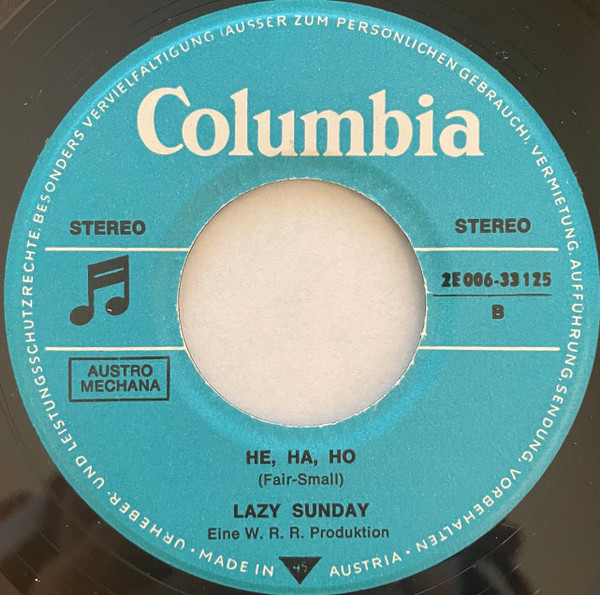 URHEBER- UND LEISTUNGSSCHUTZRECHTE, BESONDERS VERVIELFÄLTIGUNG (AUSSER ZUM PERSÖNLICHEN GEBRAUCH), VERMIETUNG, AUFFÜHRUNG, SENDUNG, VORBEHALTEN
Columbia
STEREO
STEREO
2E 006-33 125
B
AUSTRO
MECHANA
HE, HA, HO
(Fair-Small)
LAZY SUNDAY
Eine W. R. R. Produktion
• MADE IN 45 AUSTRIA •